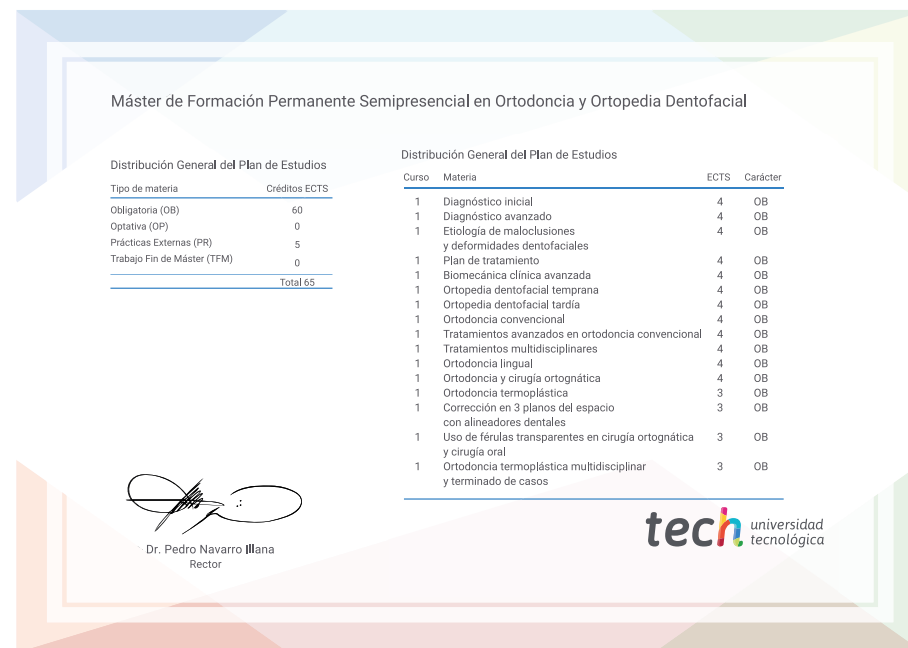 Máster de Formación Permanente Semipresencial en Ortodoncia y Ortopedia Dentofacial
Distribución General del Plan de Estudios
Tipo de materia Créditos ECTS
Obligatoria (OB) 60
Optativa (OP) 0
Prácticas Externas (PR) 5
Trabajo Fin de Máster (TFM) 0
Total 65
Distribución General del Plan de Estudios
Curso Materia ECTS Carácter
1 Diagnóstico inicial 4 OB
1 Diagnóstico avanzado 4 OB
1 Etiología de maloclusiones 4 OB
y deformidades dentofaciales
1 Plan de tratamiento 4 OB
1 Biomecánica clínica avanzada 4 OB
1 Ortopedia dentofacial temprana 4 OB
1 Ortopedia dentofacial tardía 4 OB
1 Ortodoncia convencional 4 OB
1 Tratamientos avanzados en ortodoncia convencional 4 OB
1 Tratamientos multidisciplinares 4 OB
1 Ortodoncia lingual 4 OB
1 Ortodoncia y cirugía ortognática 4 OB
1 Ortodoncia termoplástica 3 OB
1 Corrección en 3 planos del espacio 3 OB
con alineadores dentales
1 Uso de férulas transparentes en cirugía ortognática 3 OB
y cirugía oral
1 Ortodoncia termoplástica multidisciplinar 3 OB
y terminado de casos
Dr. Pedro Navarro Illana
Rector
tech universidad
tecnológica